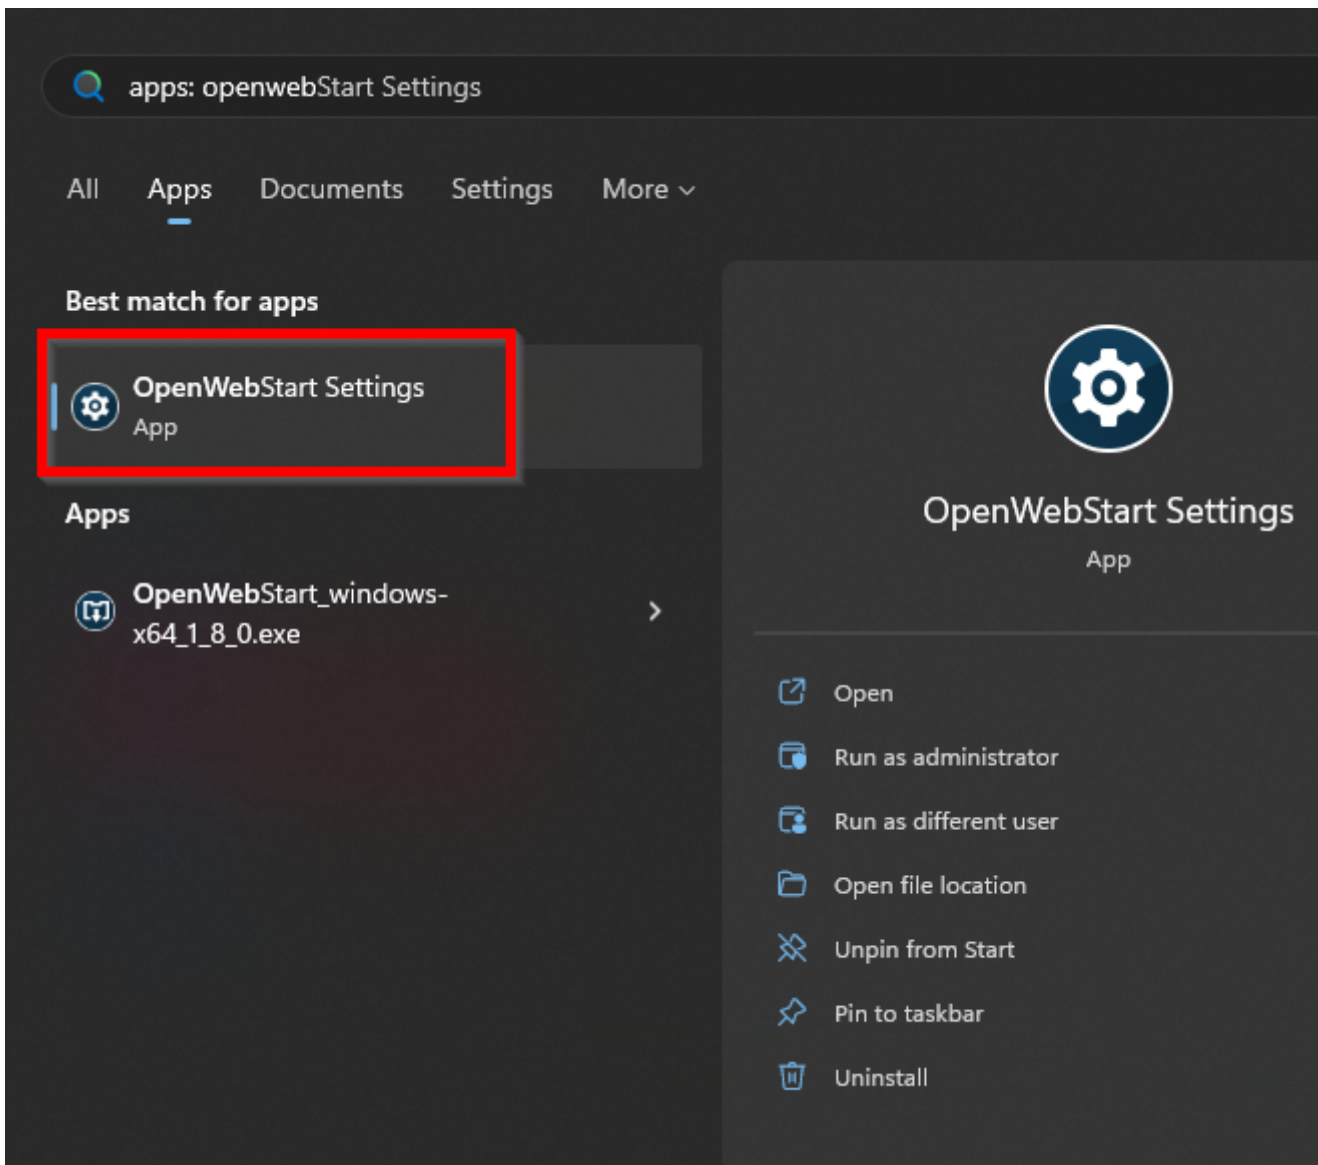 apps: openwebStart Settings
All Apps Documents Settings More
Best match for apps
OpenWebStart Settings
App
Apps
OpenWebStart_windows-
x64_1_8_0.exe
OpenWebStart Settings
App
Open
Run as administrator
Run as different user
Open file location
Unpin from Start
Pin to taskbar
Uninstall